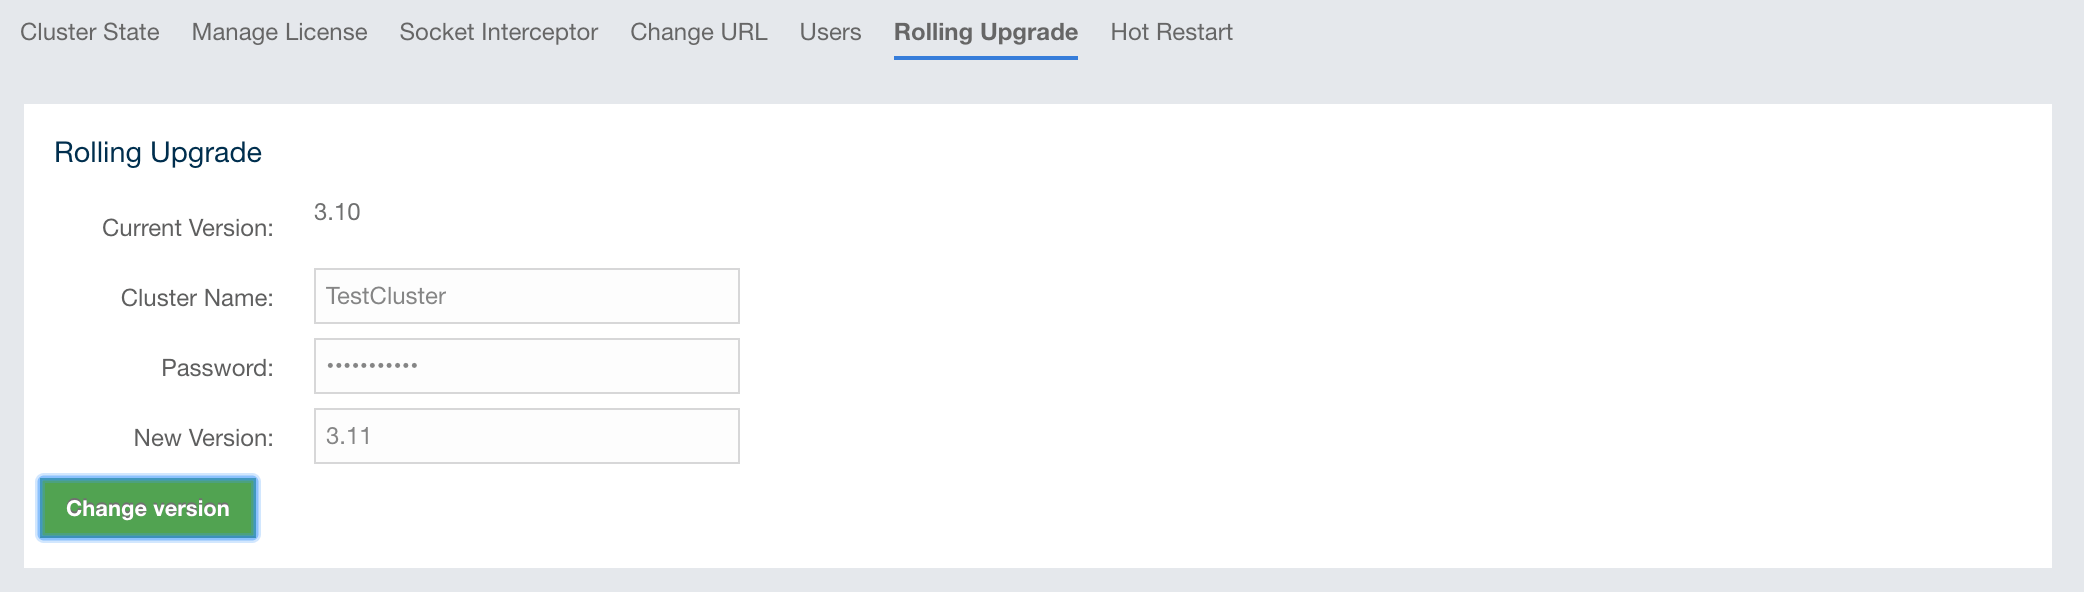 Cluster State Manage License Socket Interceptor Change URL Users Rolling Upgrade Hot Restart
Rolling Upgrade
Current Version: 3.10
Cluster Name: TestCluster
Password: •••••••••••
New Version: 3.11
Change version